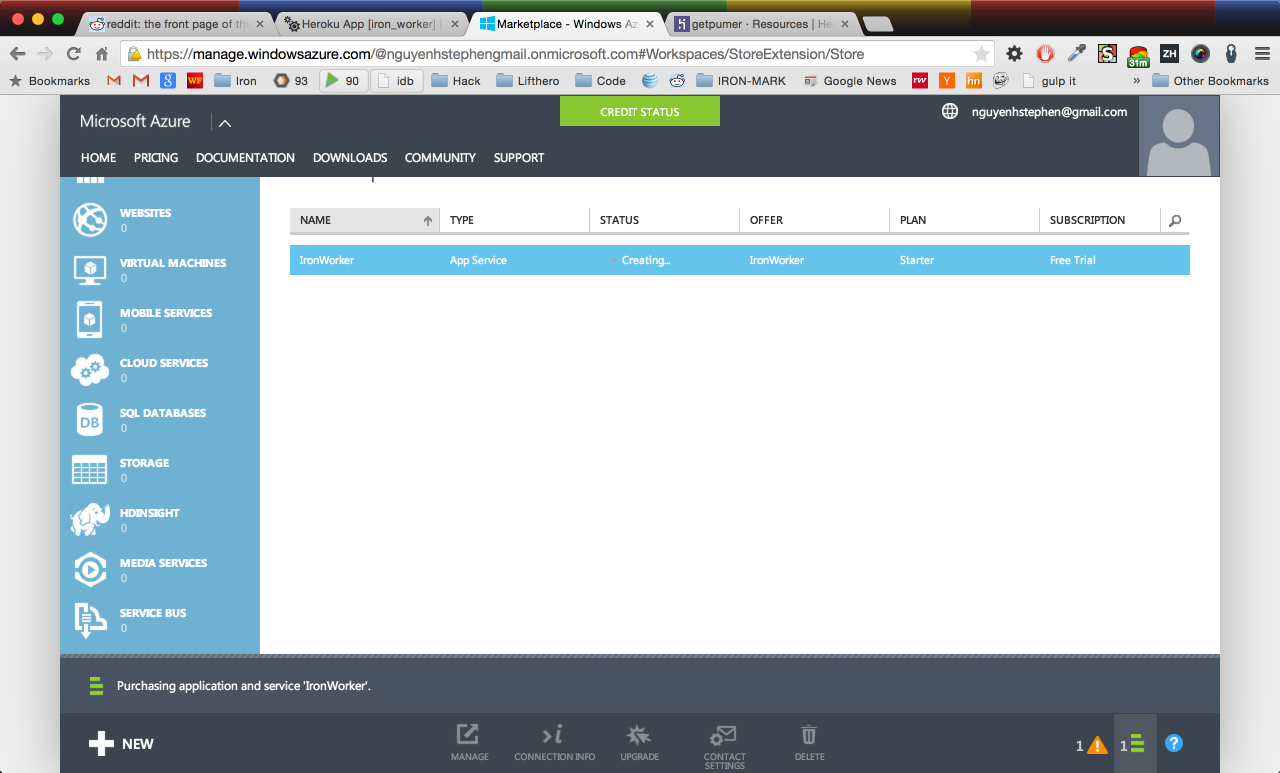 reddit: the front page of the
Heroku App [iron_worker]
Marketplace - Windows Az
getpumer · Resources | He
https://manage.windowsazure.com/@nguyenhstephengmail.onmicrosoft.com#Workspaces/StoreExtension/Store
31m
ZH
Bookmarks
WF
Iron
93
90
idb
Hack
Lifthero
Code
IRON-MARK
Google News
rw
Y
hn
gulp it
»
Other Bookmarks
Microsoft Azure
CREDIT STATUS
nguyenhstephen@gmail.com
HOME PRICING DOCUMENTATION DOWNLOADS COMMUNITY SUPPORT
WEBSITES
0
VIRTUAL MACHINES
0
MOBILE SERVICES
0
CLOUD SERVICES
0
DB
SQL DATABASES
0
STORAGE
0
HDINSIGHT
0
MEDIA SERVICES
0
SERVICE BUS
0
NAME TYPE STATUS OFFER PLAN SUBSCRIPTION
IronWorker App Service Creating... IronWorker Starter Free Trial
Purchasing application and service 'IronWorker'.
NEW
MANAGE
CONNECTION INFO
UPGRADE
CONTACT
SETTINGS
DELETE
1
1
?